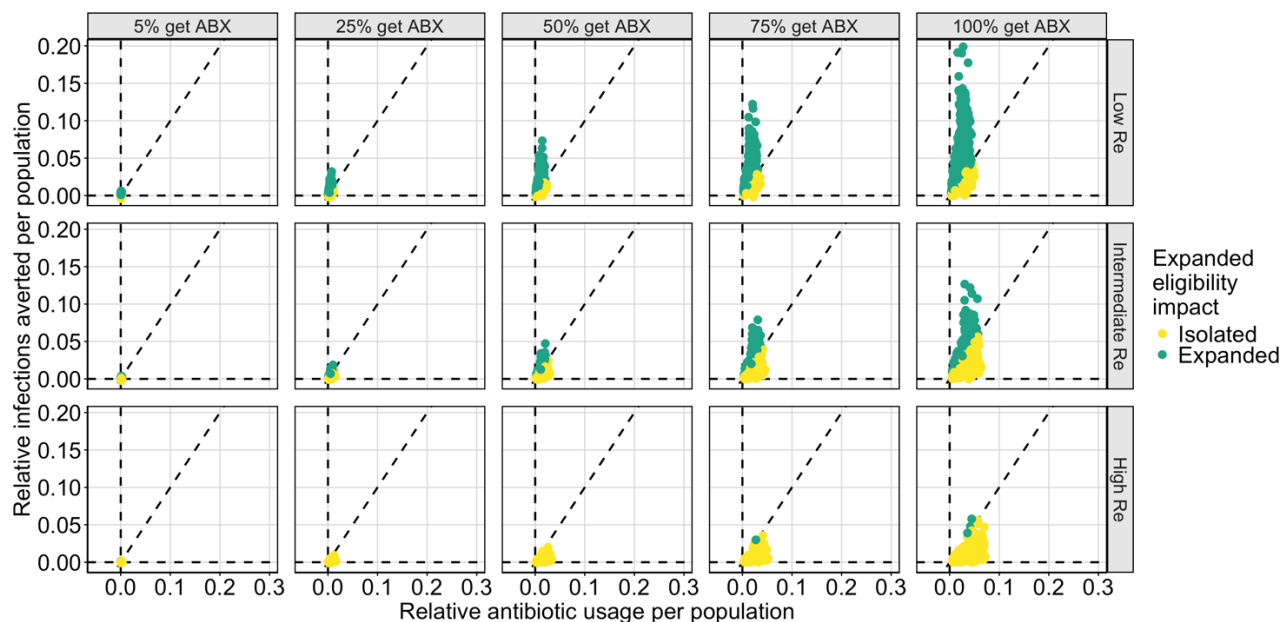 5% get ABX
25% get ABX
50% get ABX
75% get ABX
100% get ABX
Relative infections averted per population
0.20
0.15
0.10
0.05
0.00
Low Re
0.20
0.15
0.10
0.05
0.00
Intermediate Re
0.20
0.15
0.10
0.05
0.00
High Re
0.0 0.1 0.2 0.3
0.0 0.1 0.2 0.3
0.0 0.1 0.2 0.3
0.0 0.1 0.2 0.3
0.0 0.1 0.2 0.3
Relative antibiotic usage per population
Expanded
eligibility
impact
Isolated
Expanded